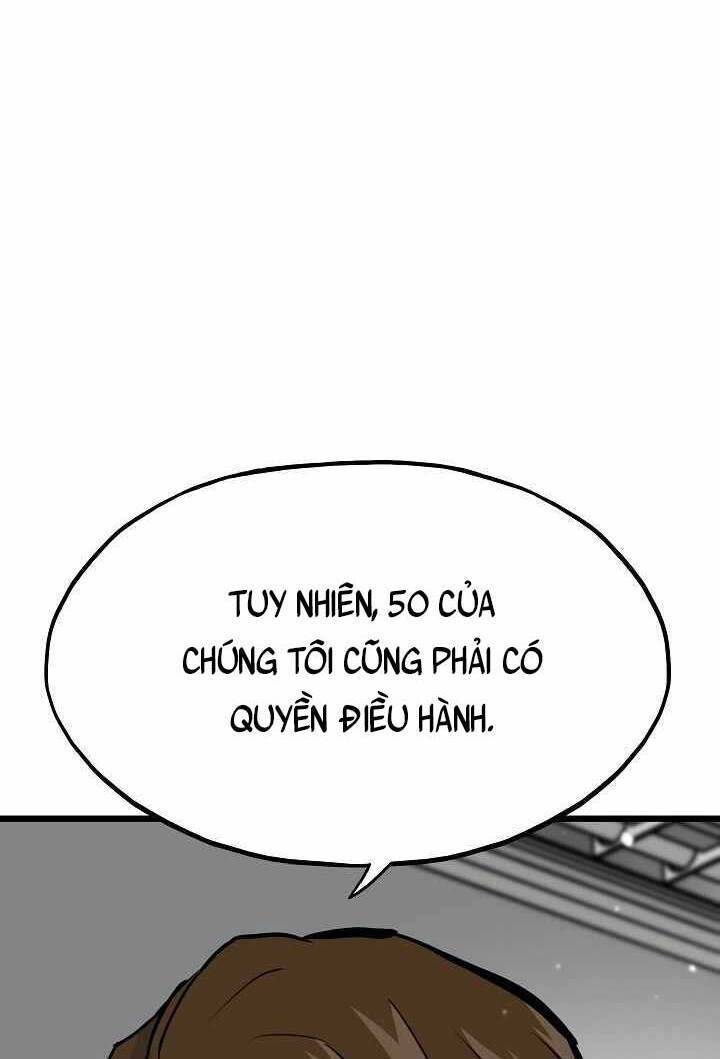 TUY NHIÊN, 50 CỦA
CHÚNG TÔI CŨNG PHẢI CÓ
QUYỀN ĐIỀU HÀNH.